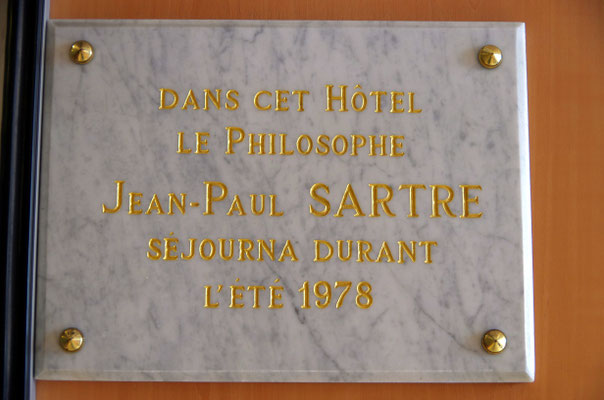 DANS CET HÔTEL
LE PHILOSOPHE
JEAN-PAUL SARTRE
SÉJOURNA DURANT
L'ÉTÉ 1978